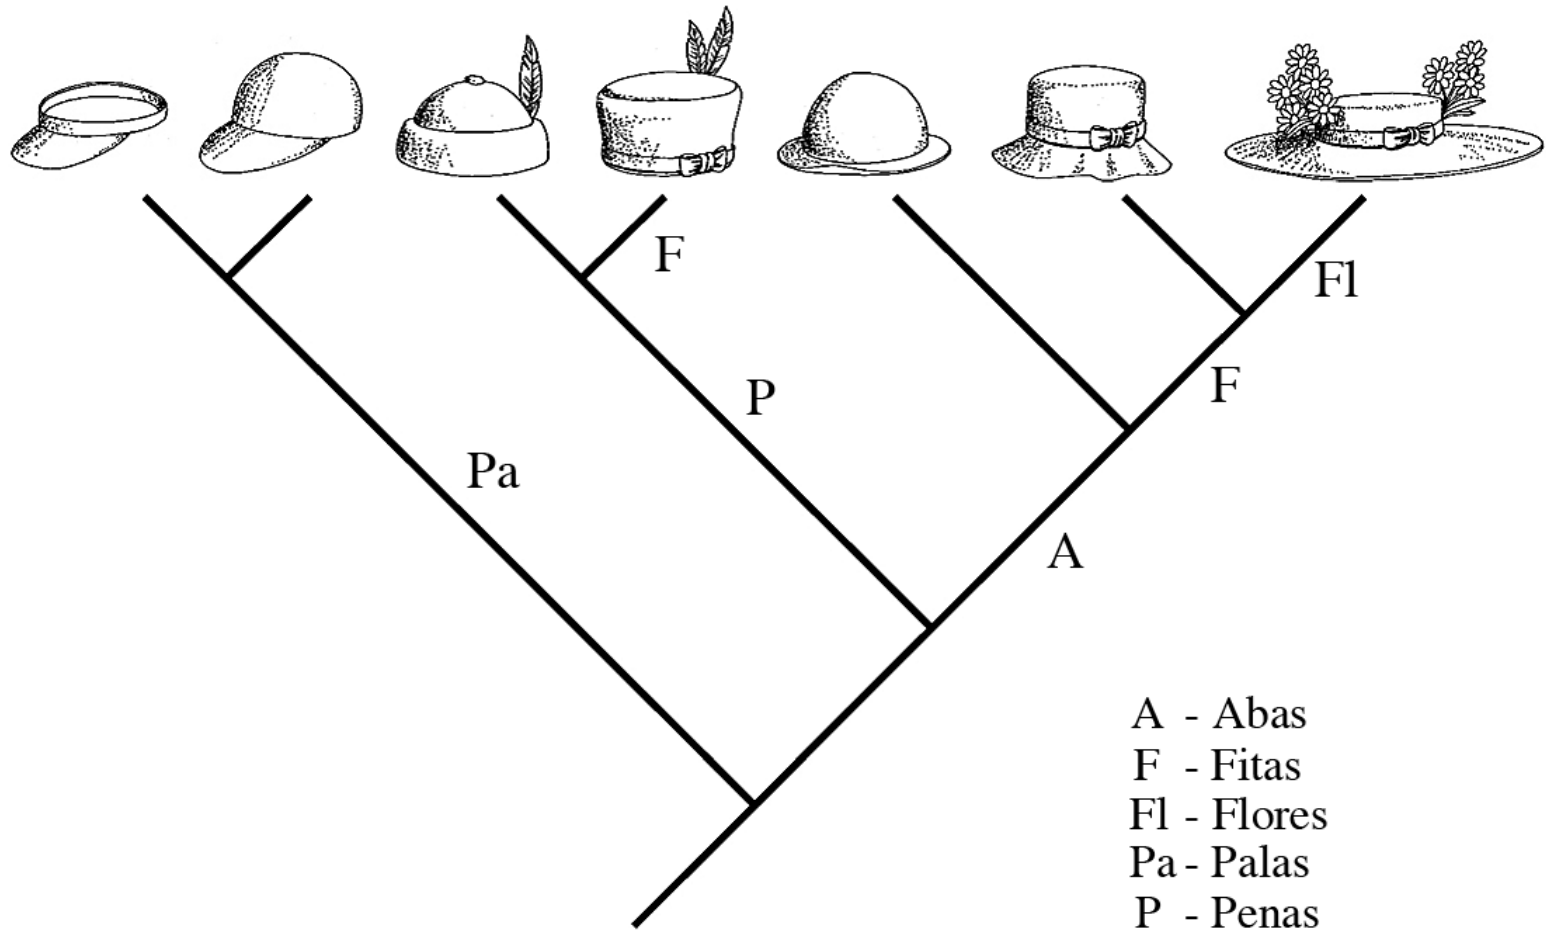 F
Fl
P
F
Pa
A
A - Abas
F - Fitas
Fl - Flores
Pa - Palas
P - Penas